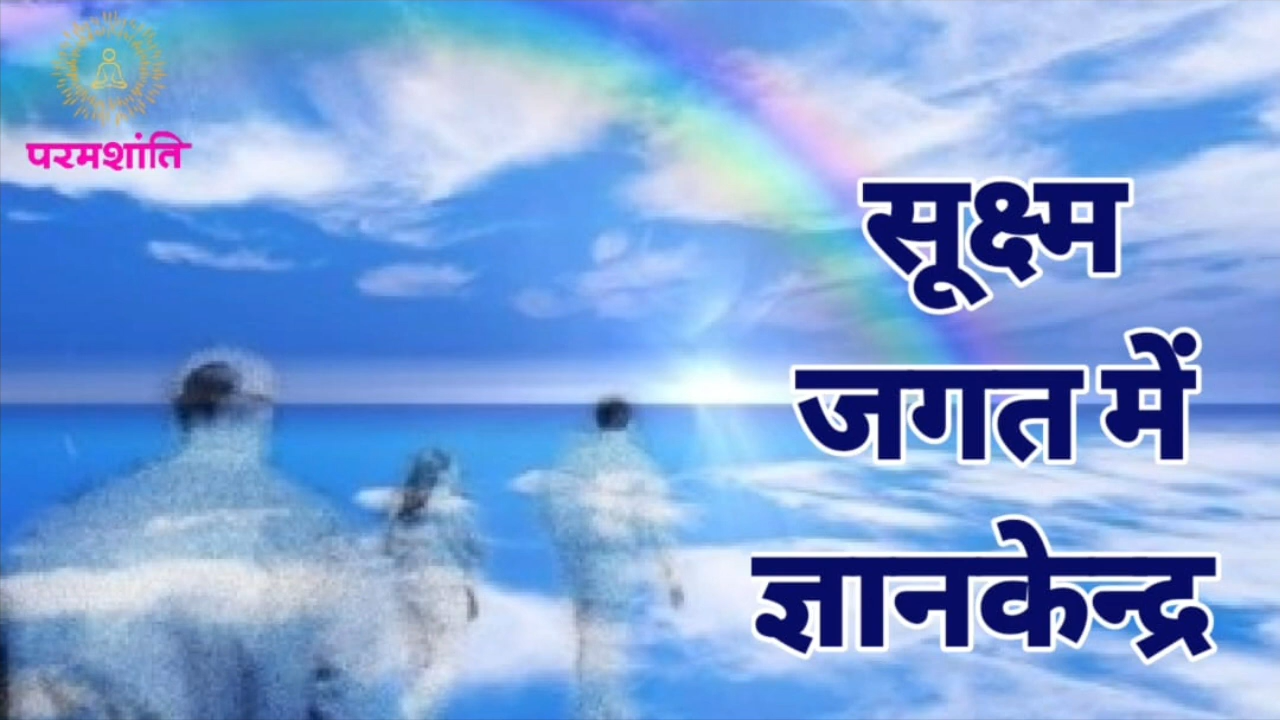 परमशांति
सूक्ष्म
जगत में
ज्ञानकेन्द्र